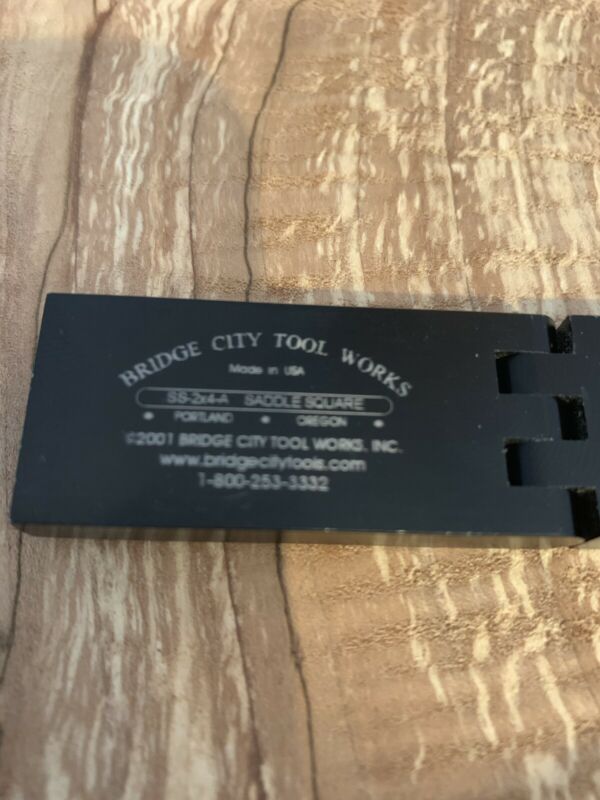 BRIDGE CITY TOOL WORKS
Made in USA
SS-2x4-A SADDLE SQUARE
• PORTLAND • OREGON •
©2001 BRIDGE CITY TOOL WORKS, INC.
www.bridgecitytools.com
1-800-253-3332